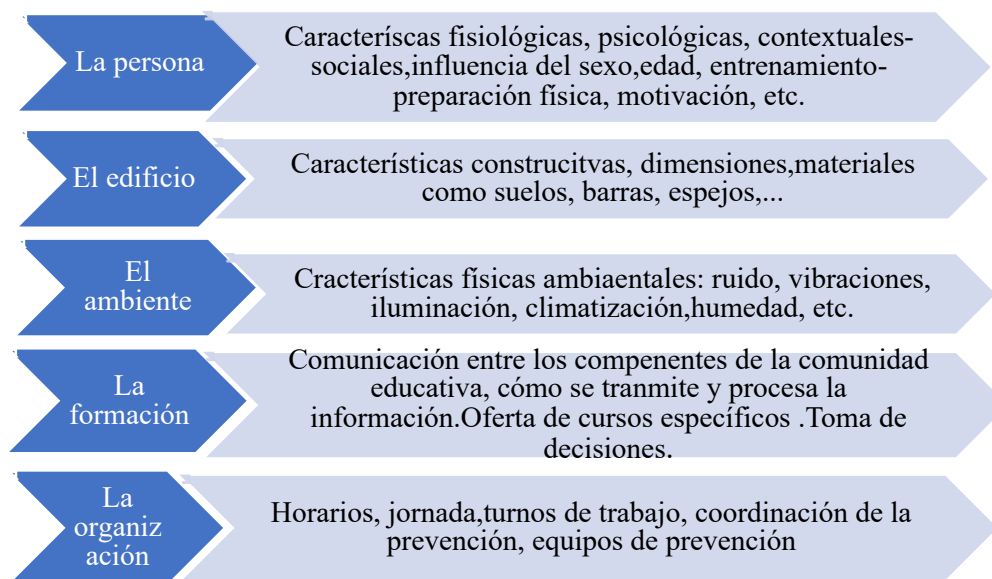 La persona
Caracteríscas fisiológicas, psicológicas, contextuales-
sociales,influencia del sexo,edad, entrenamiento-
preparación física, motivación, etc.
El edificio
Características construcitvas, dimensiones,materiales
como suelos, barras, espejos,...
El
ambiente
Cracterísticas físicas ambiaentales: ruido, vibraciones,
iluminación, climatización,humedad, etc.
La
formación
Comunicación entre los compenentes de la comunidad
educativa, cómo se tranmite y procesa la
información.Oferta de cursos específicos .Toma de
decisiones.
La
organiz
ación
Horarios, jornada,turnos de trabajo, coordinación de la
prevención, equipos de prevención